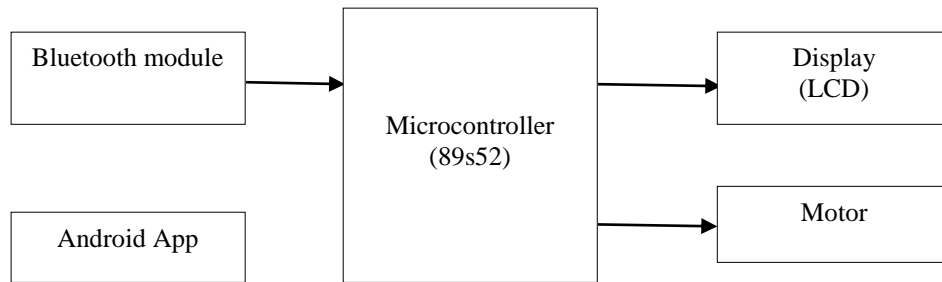 Bluetooth module
Android App
Microcontroller
(89s52)
Display
(LCD)
Motor